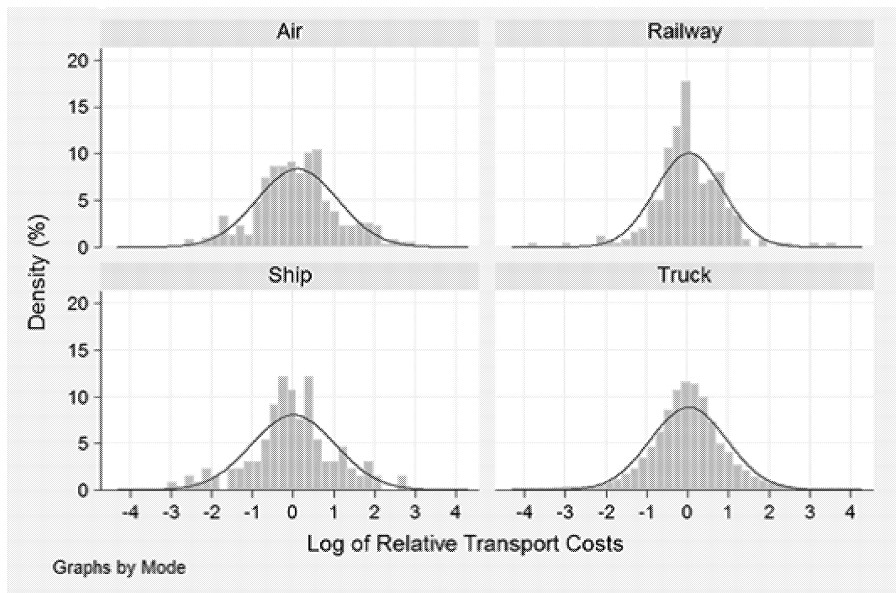 Air Railway
20
15
10
5
0
Ship Truck
20
15
10
5
0
-4 -3 -2 -1 0 1 2 3 4 -4 -3 -2 -1 0 1 2 3 4
Density (%)
Log of Relative Transport Costs
Graphs by Mode